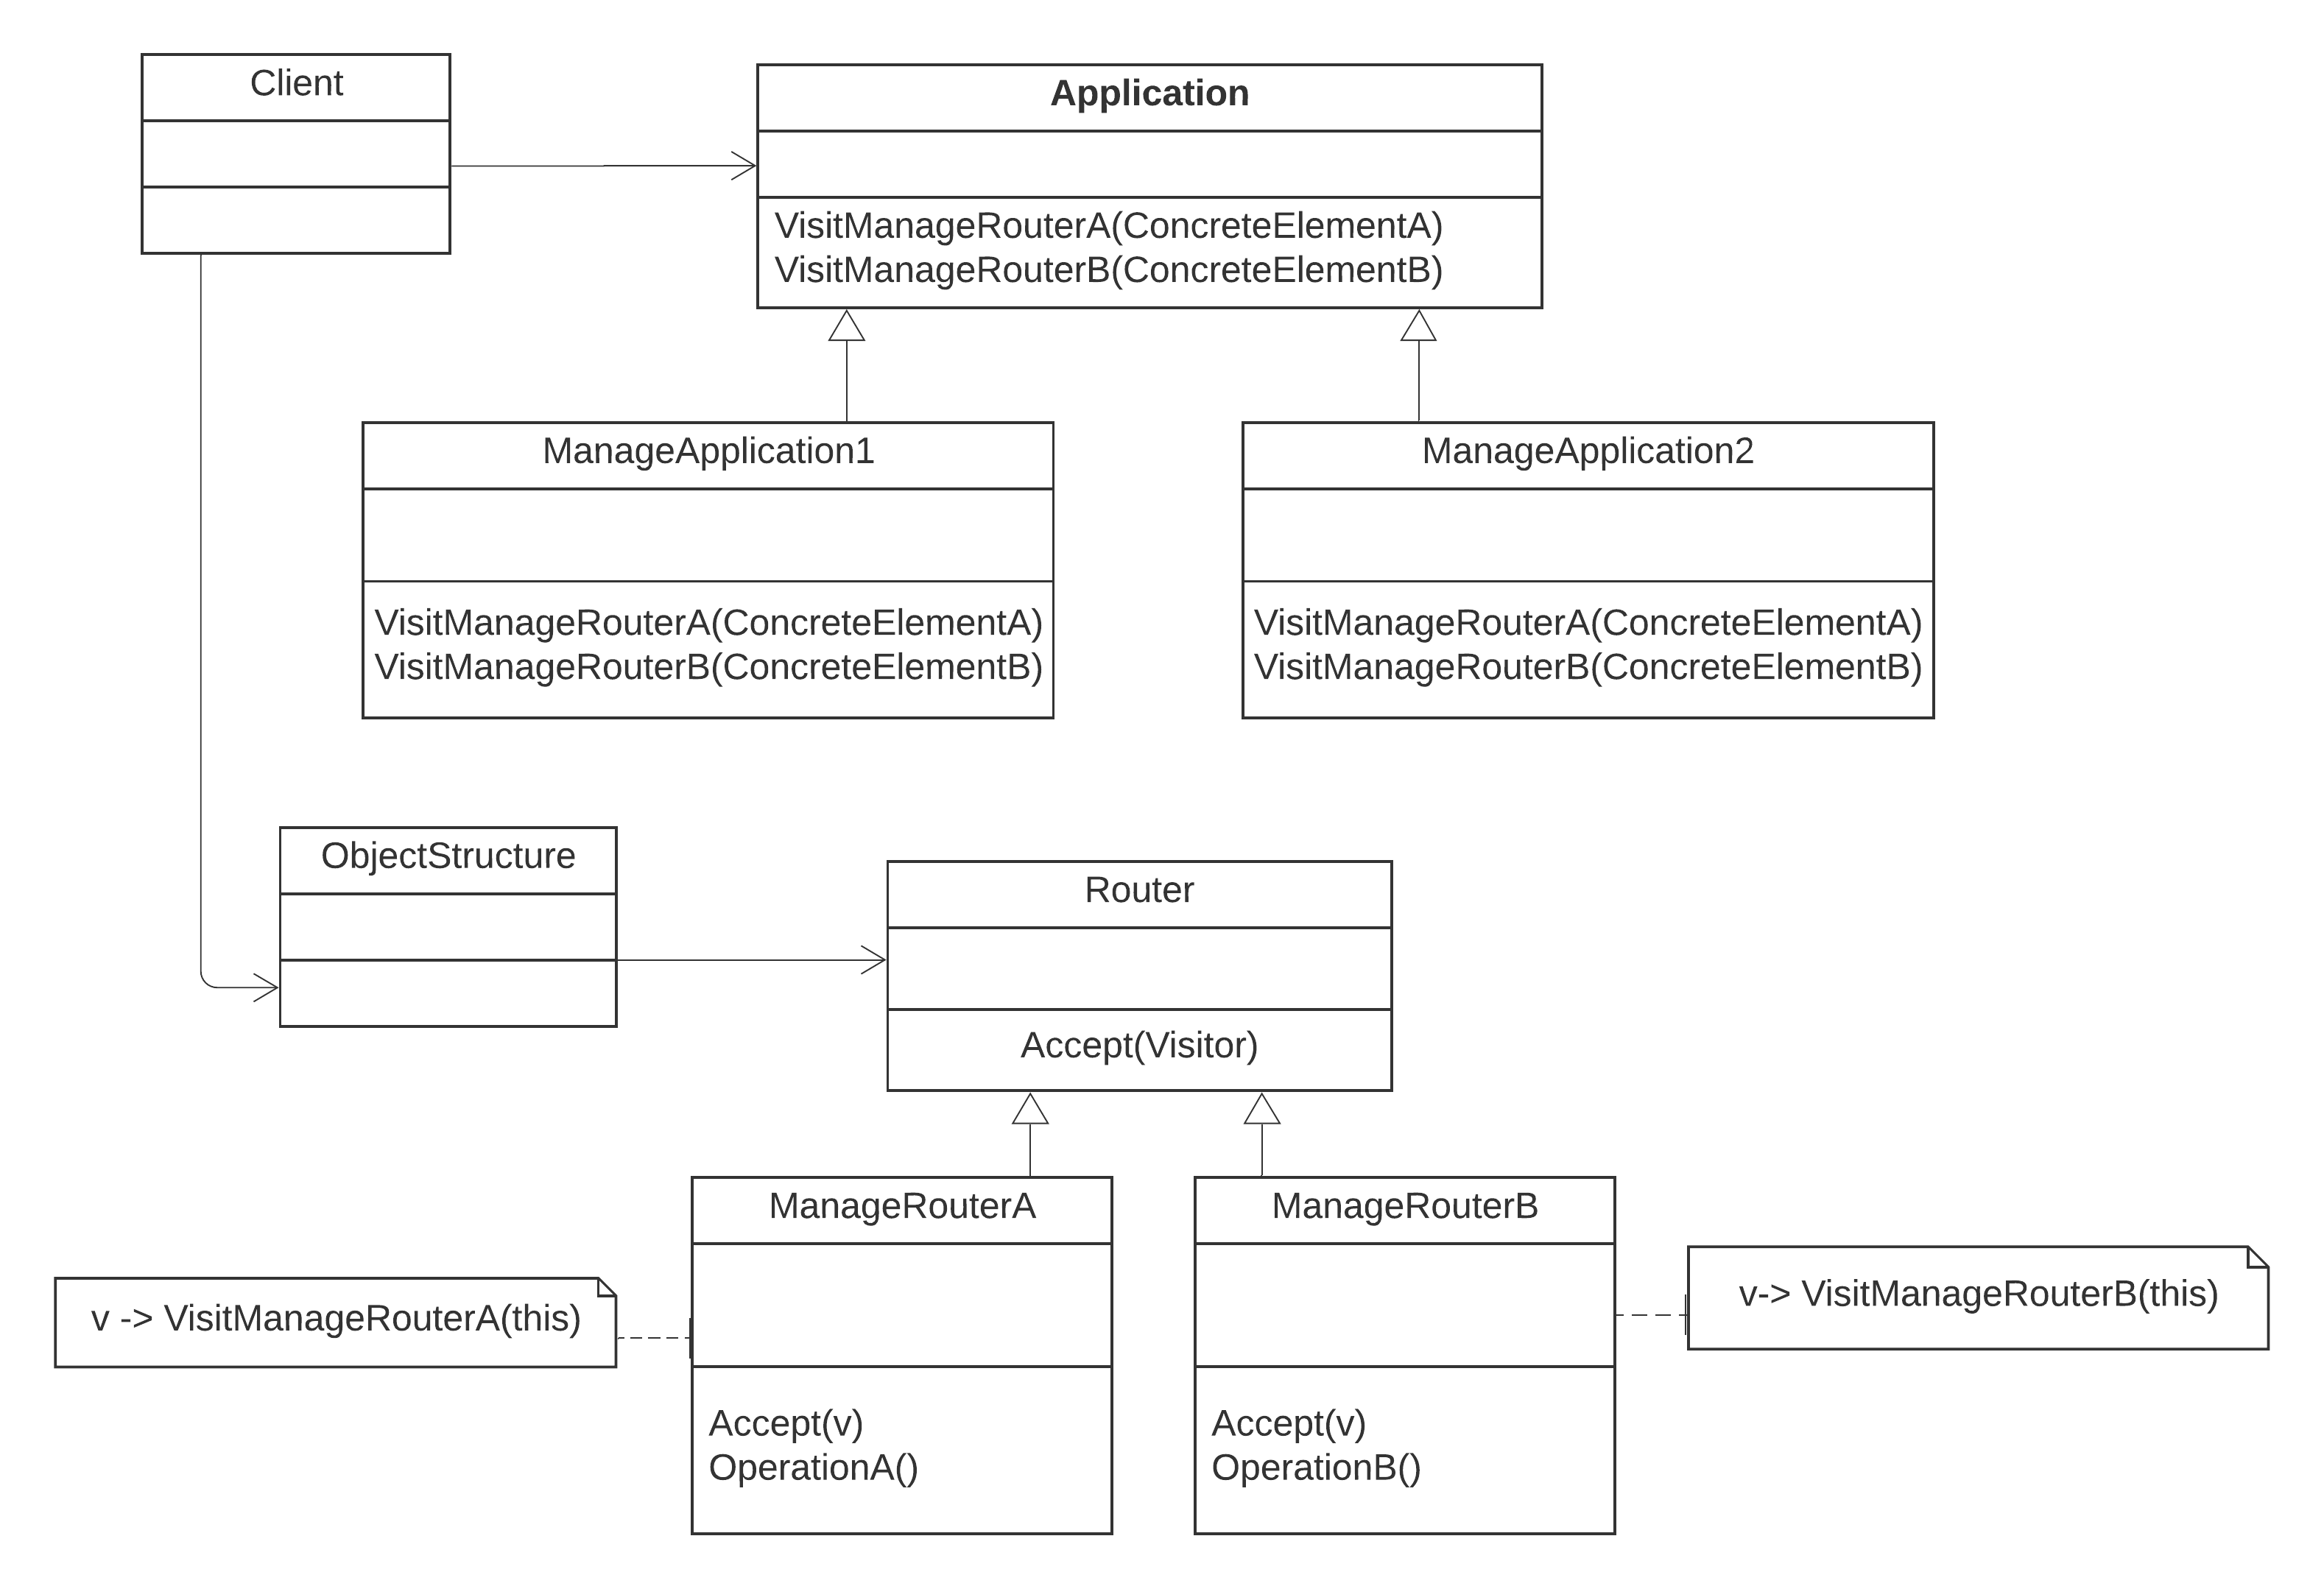 Client
Application
VisitManageRouterA(ConcreteElementA)
VisitManageRouterB(ConcreteElementB)
ManageApplication1
VisitManageRouterA(ConcreteElementA)
VisitManageRouterB(ConcreteElementB)
ManageApplication2
VisitManageRouterA(ConcreteElementA)
VisitManageRouterB(ConcreteElementB)
ObjectStructure
Router
Accept(Visitor)
ManageRouterA
Accept(v)
OperationA()
ManageRouterB
Accept(v)
OperationB()
v -> VisitManageRouterA(this)
v-> VisitManageRouterB(this)